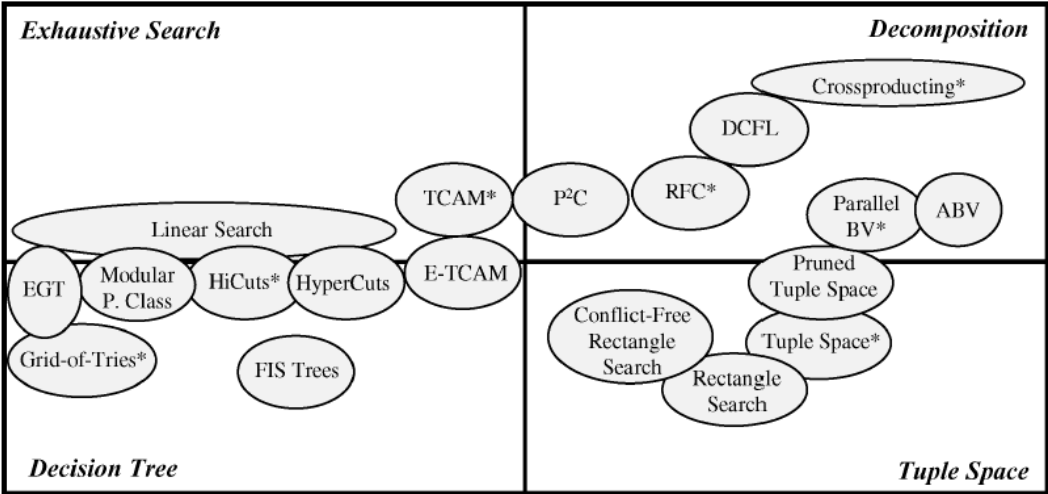 Exhaustive Search
Decomposition
Crossproducting*
DCFL
TCAM*
P²C
RFC*
Parallel
BV*
ABV
Linear Search
EGT
Modular
P. Class
HiCuts*
HyperCuts
E-TCAM
Pruned
Tuple Space
Conflict-Free
Rectangle
Search
Tuple Space*
Grid-of-Tries*
FIS Trees
Rectangle
Search
Decision Tree
Tuple Space